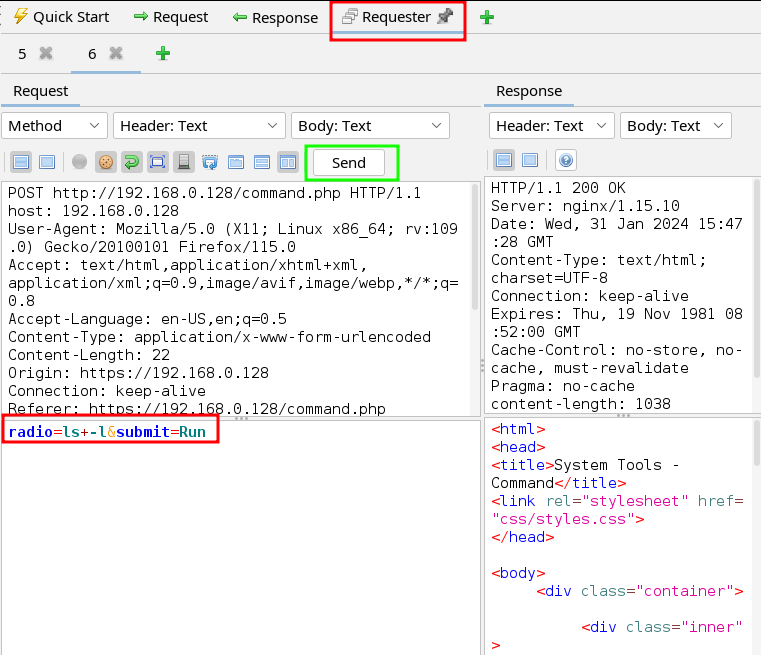 Quick Start Request Response Requester
5 6
Request
Response
Method Header: Text Body: Text
Header: Text Body: Text
Send
POST http://192.168.0.128/command.php HTTP/1.1
host: 192.168.0.128
User-Agent: Mozilla/5.0 (X11; Linux x86_64; rv:109
.0) Gecko/20100101 Firefox/115.0
Accept: text/html,application/xhtml+xml,
application/xml;q=0.9,image/avif,image/webp,*/*;q=
0.8
Accept-Language: en-US,en;q=0.5
Content-Type: application/x-www-form-urlencoded
Content-Length: 22
Origin: https://192.168.0.128
Connection: keep-alive
Referer: https://192.168.0.128/command.php
radio=ls+-l&submit=Run
HTTP/1.1 200 OK
Server: nginx/1.15.10
Date: Wed, 31 Jan 2024 15:47
:28 GMT
Content-Type: text/html;
charset=UTF-8
Connection: keep-alive
Expires: Thu, 19 Nov 1981 08
:52:00 GMT
Cache-Control: no-store, no-
cache, must-revalidate
Pragma: no-cache
content-length: 1038
<html>
<head>
<title>System Tools -
Command</title>
<link rel="stylesheet" href=
"css/styles.css">
</head>
<body>
<div class="container">
<div class="inner"
>